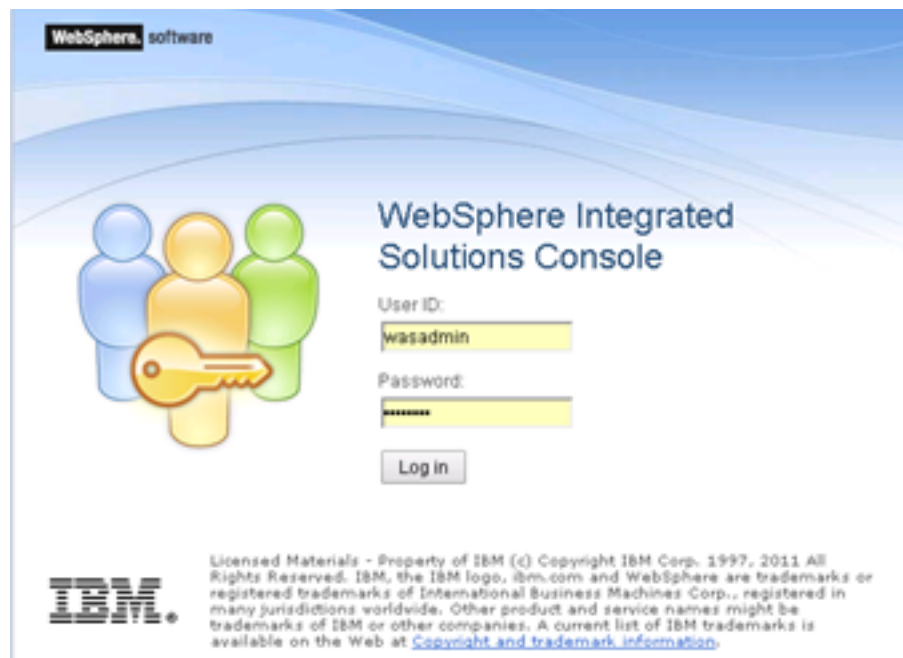 WebSphere. software
WebSphere Integrated
Solutions Console
User ID:
wasadmin
Password:
••••••••
Log in
IBM.
Licensed Materials - Property of IBM (c) Copyright IBM Corp. 1997, 2011 All
Rights Reserved. IBM, the IBM logo, ibm.com and WebSphere are trademarks or
registered trademarks of International Business Machines Corp., registered in
many jurisdictions worldwide. Other product and service names might be
trademarks of IBM or other companies. A current list of IBM trademarks is
available on the Web at Copyright and trademark information.